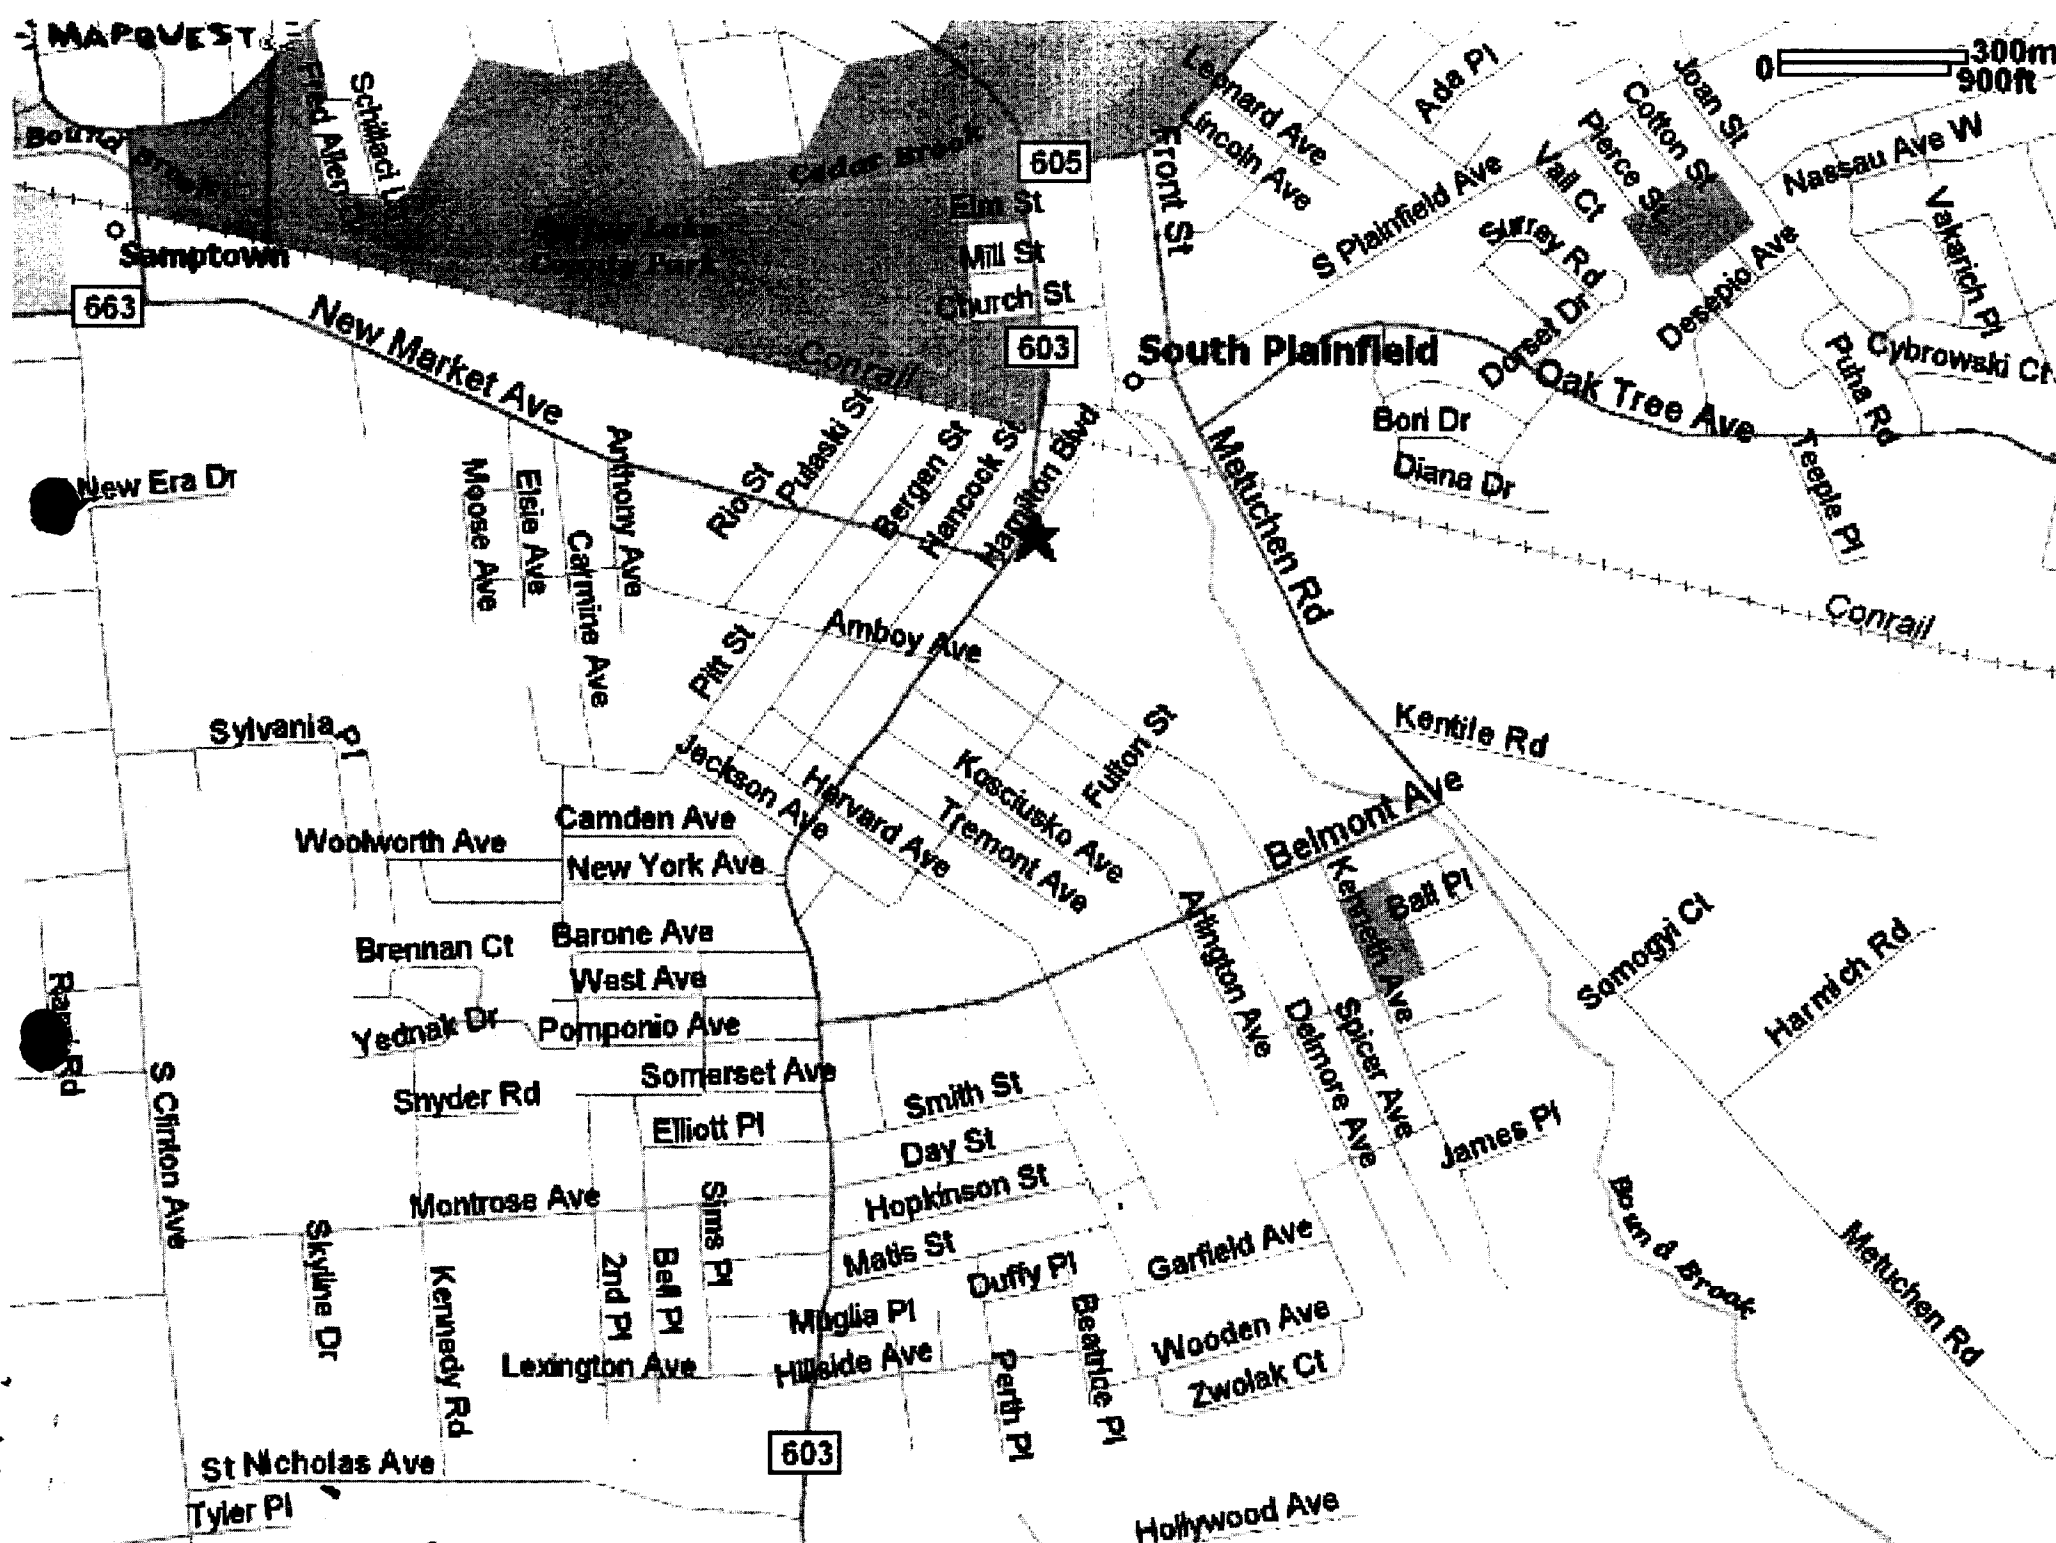 MAPQUEST
0 300m
900ft
Bound Brook
Fred Allen
Schillaci
Cedar Brook
605
Front St
Leonard Ave
Lincoln Ave
Ada Pl
Joan St
Cotton St
Pierce St
Vail Ct
Nassau Ave W
Vakarich Pl
S Plainfield Ave
Surrey Rd
Elm St
Mill St
Church St
Lake
County Park
Samptown
663
603
Desepio Ave
Dorset Dr
Puha Rd
Cybrowski Ct
South Plainfield
Oak Tree Ave
New Market Ave
Conrail
Bori Dr
Diana Dr
Teeple Pl
New Era Dr
Moose Ave
Elsie Ave
Carmine Ave
Anthony Ave
Rio St
Pulaski St
Bergen St
Hancock St
Hamilton Blvd
Metuchen Rd
Conrail
Amboy Ave
Pitt St
Sylvania Pl
Kentile Rd
Jackson Ave
Harvard Ave
Kosciusko Ave
Tremont Ave
Fulton St
Belmont Ave
Camden Ave
Woolworth Ave
New York Ave
Kenneth Ave
Ball Pl
Arlington Ave
Somogyi Ct
Harmich Rd
Brennan Ct
Barone Ave
West Ave
Yednak Dr
Pomponio Ave
Delmore Ave
Spicer Ave
Rd
S Clinton Ave
Snyder Rd
Somerset Ave
Elliott Pl
Smith St
Day St
James Pl
Montrose Ave
Sims Pl
Hopkinson St
Bound Brook
Skyline Dr
Kennedy Rd
2nd Pl
Bell Pl
Matis St
Duffy Pl
Garfield Ave
Metuchen Rd
Muglia Pl
Beatrice Pl
Wooden Ave
Lexington Ave
Hillside Ave
Perth Pl
Zwolak Ct
603
St Nicholas Ave
Tyler Pl
Hollywood Ave